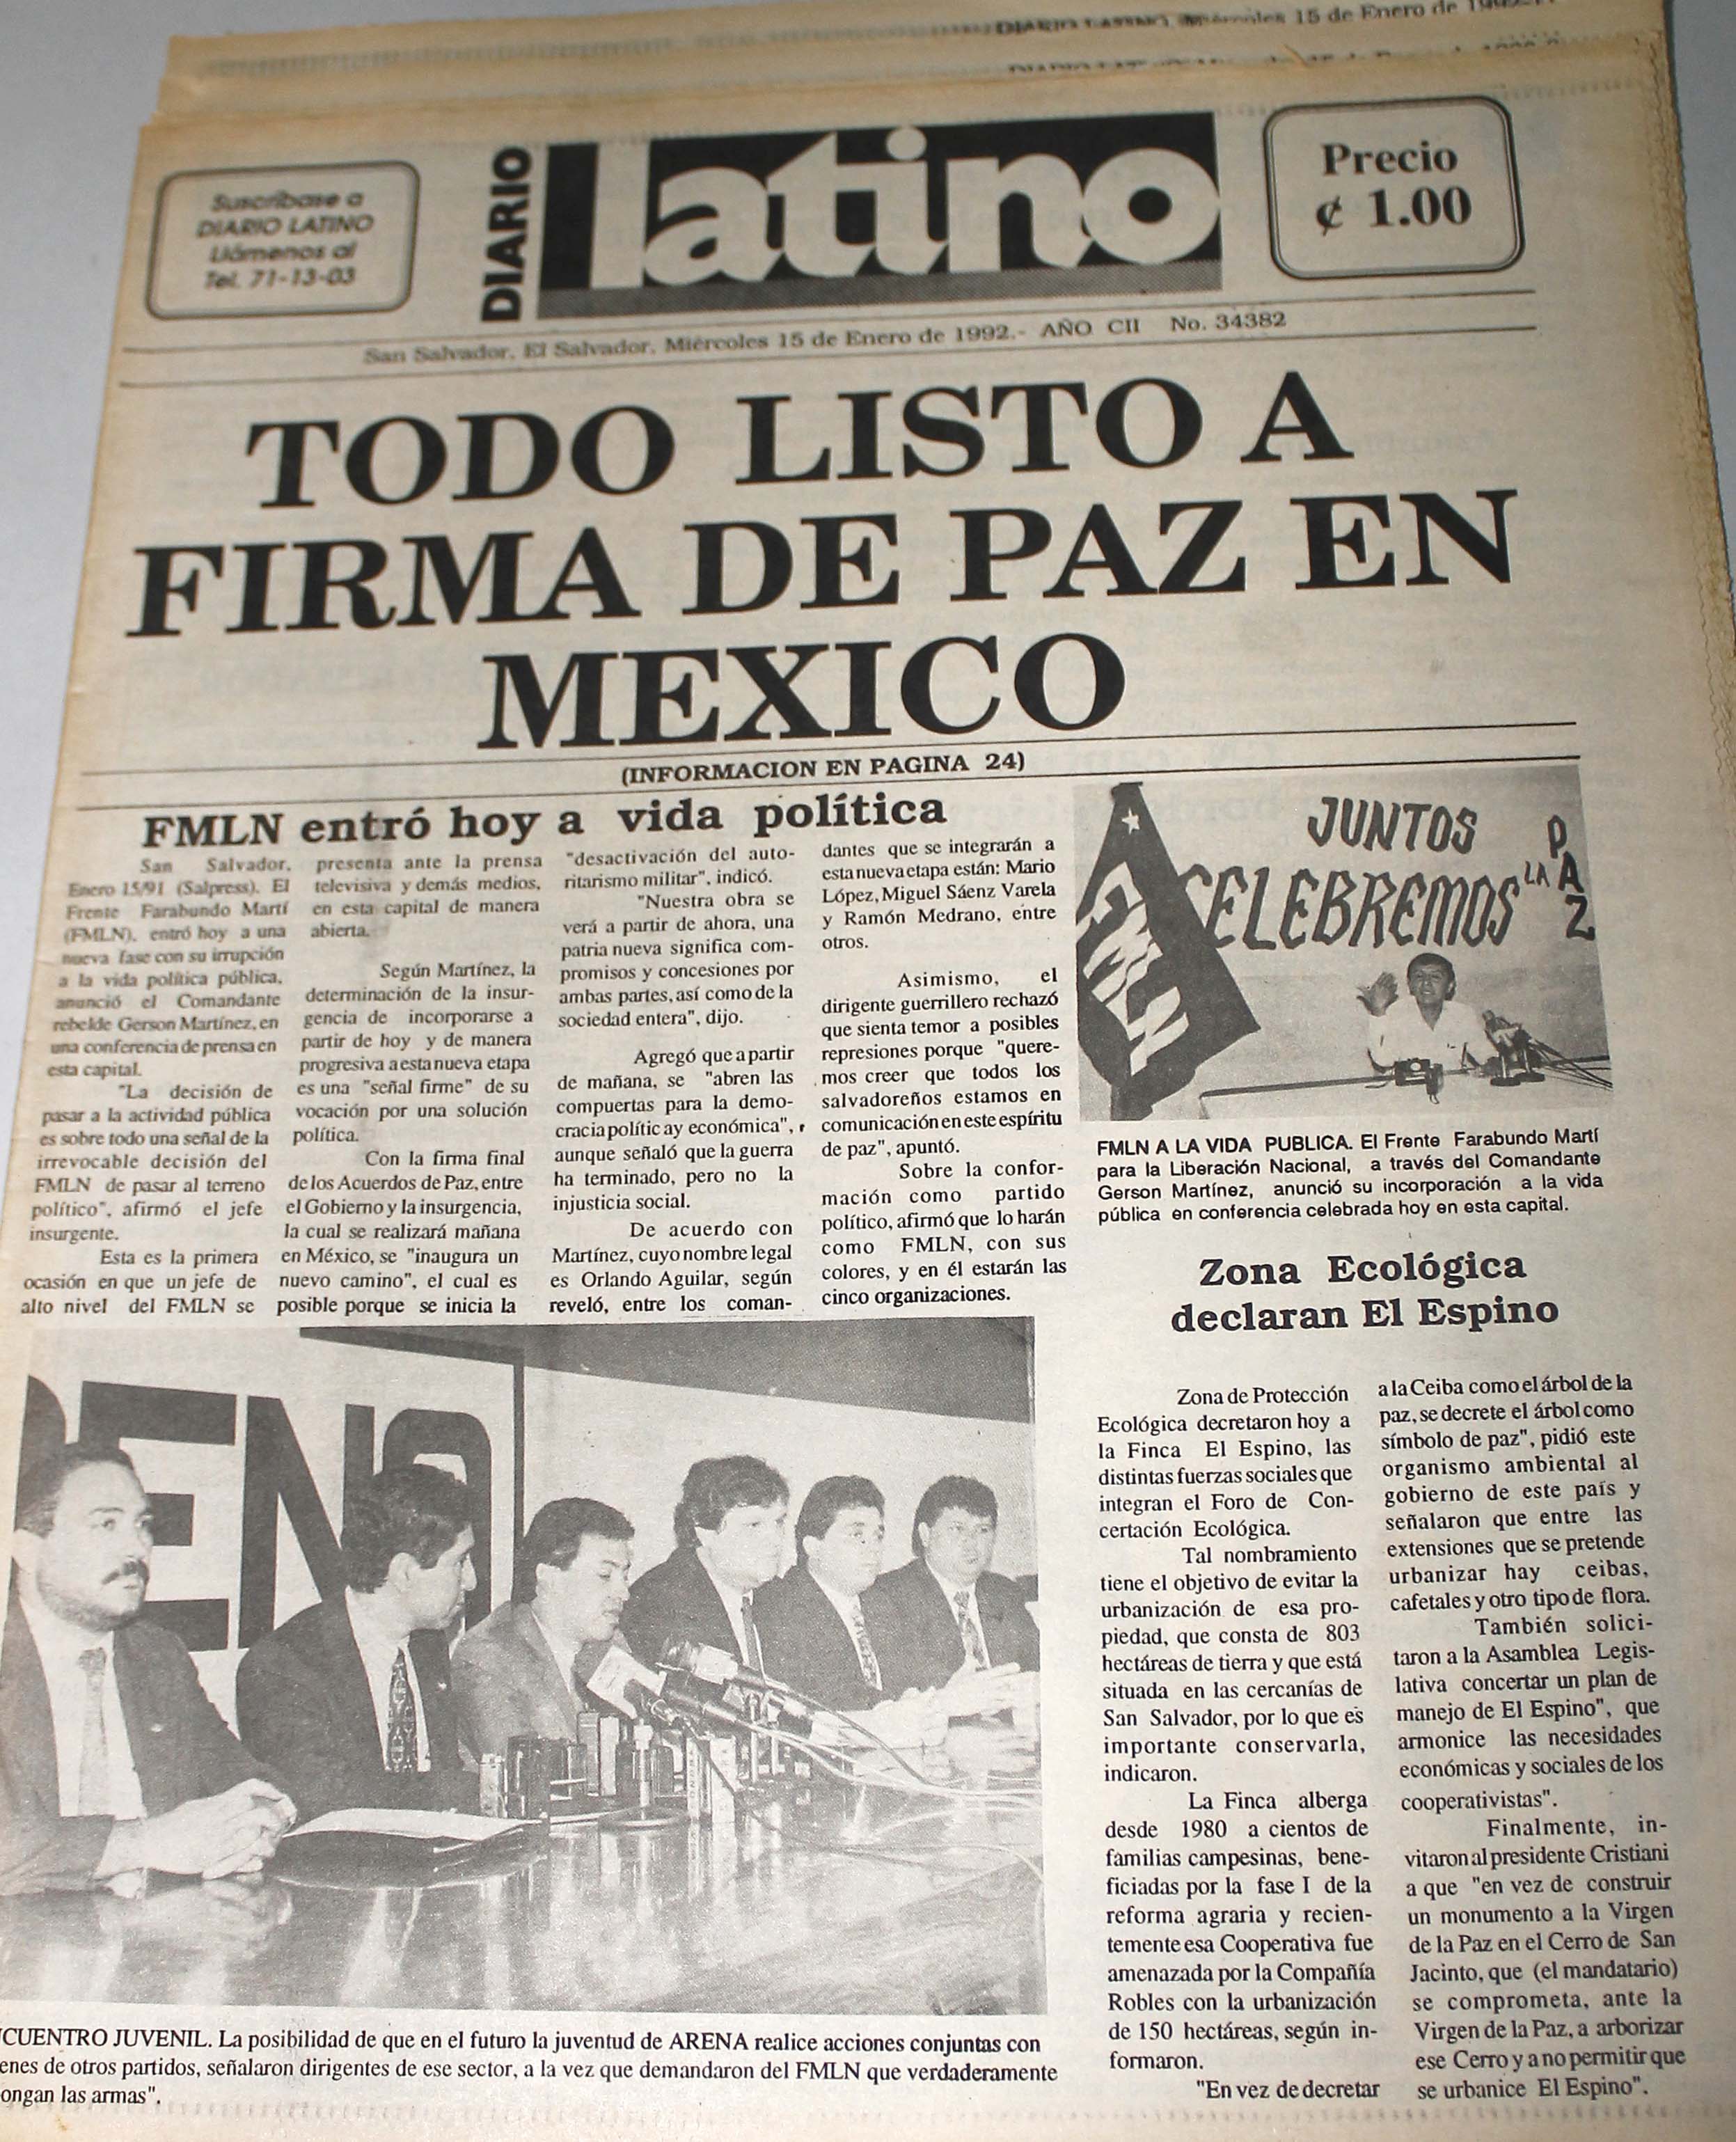 DIARIO LATINO, Miércoles 15 de Enero de
Suscríbase a
DIARIO LATINO
Llámenos al
Tel. 71-13-03
DIARIO
Latino
Precio
¢ 1.00
San Salvador, El Salvador, Miércoles 15 de Enero de 1992.- AÑO CII No. 34382
TODO LISTO A
FIRMA DE PAZ EN
MEXICO
(INFORMACION EN PAGINA 24)
FMLN entró hoy a vida política
San Salvador,
Enero 15/91 (Salpress). El
Frente Farabundo Martí
(FMLN), entró hoy a una
nueva fase con su irrupción
a la vida política pública,
anunció el Comandante
rebelde Gerson Martínez, en
una conferencia de prensa en
esta capital.
"La decisión de
pasar a la actividad pública
es sobre todo una señal de la
irrevocable decisión del
FMLN de pasar al terreno
político", afirmó el jefe
insurgente.
Esta es la primera
ocasión en que un jefe de
alto nivel del FMLN se
presenta ante la prensa
televisiva y demás medios,
en esta capital de manera
abierta.
Según Martínez, la
determinación de la insur-
gencia de incorporarse a
partir de hoy y de manera
progresiva a esta nueva etapa
es una "señal firme" de su
vocación por una solución
política.
Con la firma final
de los Acuerdos de Paz, entre
el Gobierno y la insurgencia,
la cual se realizará mañana
en México, se "inaugura un
nuevo camino", el cual es
posible porque se inicia la
"desactivación del auto-
ritarismo militar", indicó.
"Nuestra obra se
verá a partir de ahora, una
patria nueva significa com-
promisos y concesiones por
ambas partes, así como de la
sociedad entera", dijo.
Agregó que a partir
de mañana, se "abren las
compuertas para la demo-
cracia polític ay económica",
aunque señaló que la guerra
ha terminado, pero no la
injusticia social.
De acuerdo con
Martínez, cuyo nombre legal
es Orlando Aguilar, según
reveló, entre los coman-
dantes que se integrarán a
esta nueva etapa están: Mario
López, Miguel Sáenz Varela
y Ramón Medrano, entre
otros.
Asimismo, el
dirigente guerrillero rechazó
que sienta temor a posibles
represiones porque "quere-
mos creer que todos los
salvadoreños estamos en
comunicación en este espíritu
de paz", apuntó.
Sobre la confor-
mación como partido
político, afirmó que lo harán
como FMLN, con sus
colores, y en él estarán las
cinco organizaciones.
FMLN
JUNTOS
CELEBREMOS LA
PAZ
FMLN A LA VIDA PUBLICA. El Frente Farabundo Martí
para la Liberación Nacional, a través del Comandante
Gerson Martínez, anunció su incorporación a la vida
pública en conferencia celebrada hoy en esta capital.
Zona Ecológica
declaran El Espino
Zona de Protección
Ecológica decretaron hoy a
la Finca El Espino, las
distintas fuerzas sociales que
integran el Foro de Con-
certación Ecológica.
Tal nombramiento
tiene el objetivo de evitar la
urbanización de esa pro-
piedad, que consta de 803
hectáreas de tierra y que está
situada en las cercanías de
San Salvador, por lo que es
importante conservarla,
indicaron.
La Finca alberga
desde 1980 a cientos de
familias campesinas, bene-
ficiadas por la fase I de la
reforma agraria y recien-
temente esa Cooperativa fue
amenazada por la Compañía
Robles con la urbanización
de 150 hectáreas, según in-
formaron.
"En vez de decretar
a la Ceiba como el árbol de la
paz, se decrete el árbol como
símbolo de paz", pidió este
organismo ambiental al
gobierno de este país y
señalaron que entre las
extensiones que se pretende
urbanizar hay ceibas,
cafetales y otro tipo de flora.
También solici-
taron a la Asamblea Legis-
lativa concertar un plan de
manejo de El Espino", que
armonice las necesidades
económicas y sociales de los
cooperativistas".
Finalmente, in-
vitaron al presidente Cristiani
a que "en vez de construir
un monumento a la Virgen
de la Paz en el Cerro de San
Jacinto, que (el mandatario)
se comprometa, ante la
Virgen de la Paz, a arborizar
ese Cerro y a no permitir que
se urbanice El Espino".
ENA
CUENTRO JUVENIL. La posibilidad de que en el futuro la juventud de ARENA realice acciones conjuntas con
enes de otros partidos, señalaron dirigentes de ese sector, a la vez que demandaron del FMLN que verdaderamente
ongan las armas".